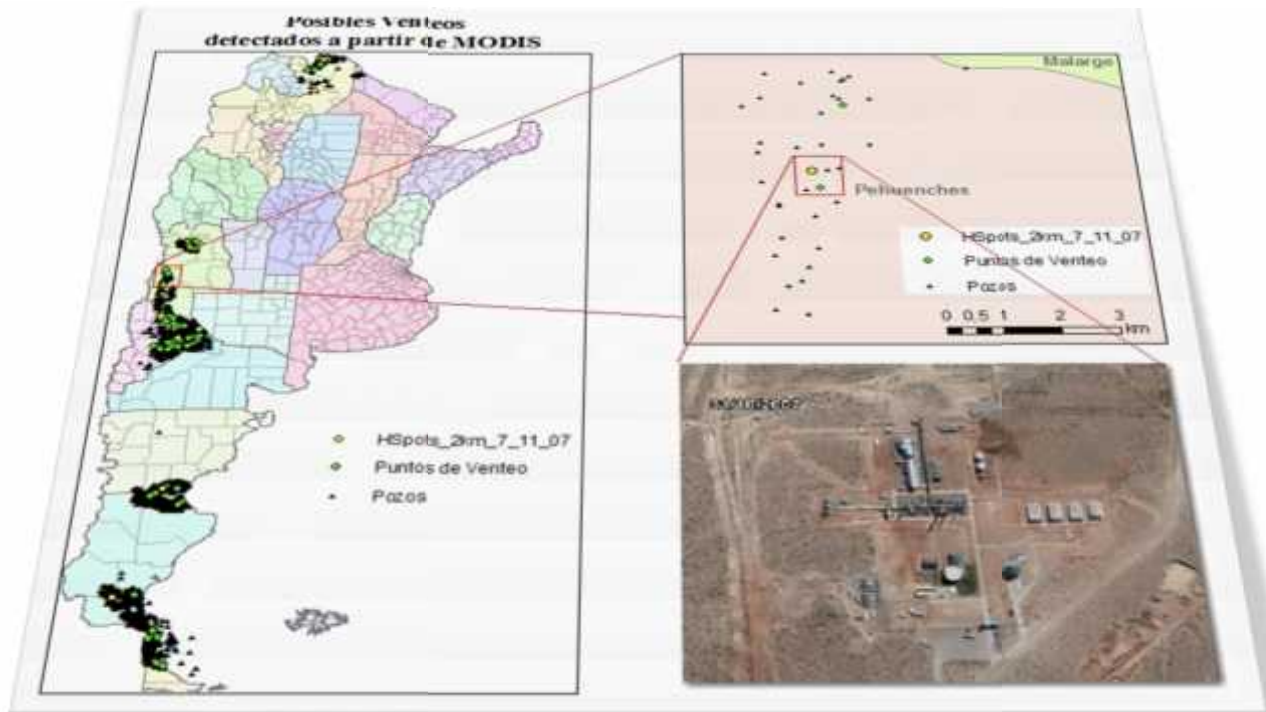 Posibles Venteos
detectados a partir de MODIS
HSpots_2km_7_11_07
Puntos de Venteo
Pozos
Malarge
Pehuenches
HSpots_2km_7_11_07
Puntos de Venteo
Pozos
0 0,5 1 2 3
km